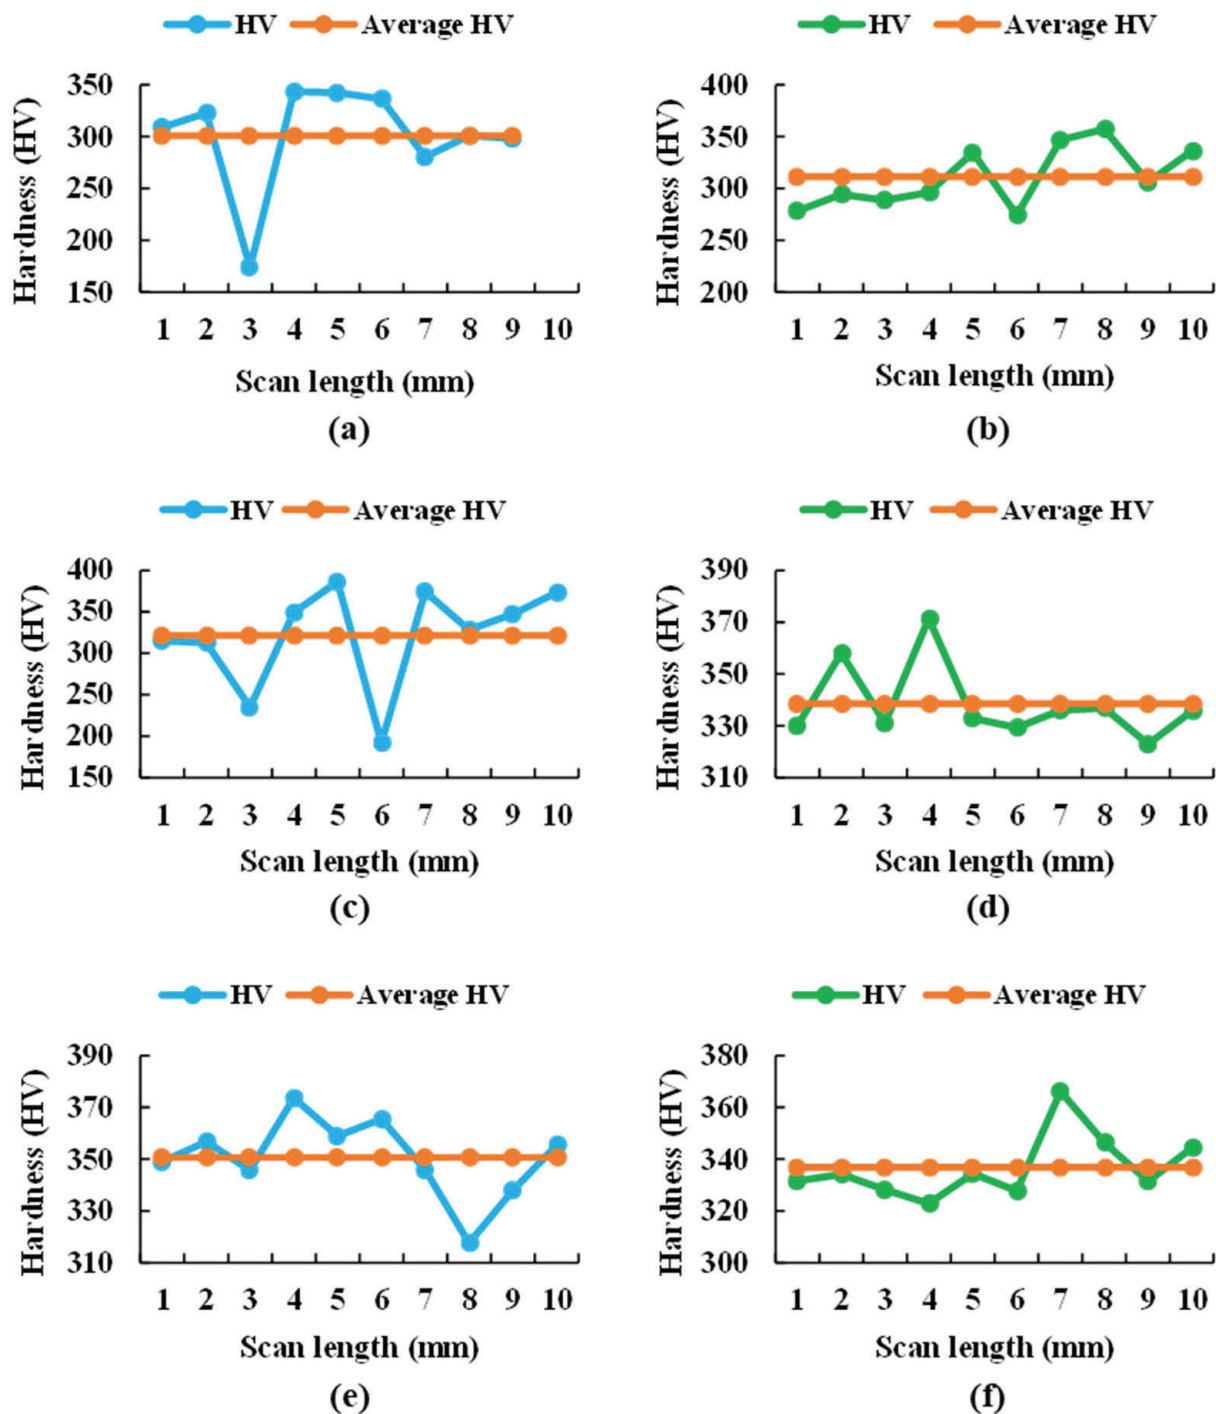 HV Average HV
Hardness (HV)
350
300
250
200
150
1 2 3 4 5 6 7 8 9 10
Scan length (mm)
(a)
HV Average HV
Hardness (HV)
400
350
300
250
200
1 2 3 4 5 6 7 8 9 10
Scan length (mm)
(b)
HV Average HV
Hardness (HV)
400
350
300
250
200
150
1 2 3 4 5 6 7 8 9 10
Scan length (mm)
(c)
HV Average HV
Hardness (HV)
390
370
350
330
310
1 2 3 4 5 6 7 8 9 10
Scan length (mm)
(d)
HV Average HV
Hardness (HV)
390
370
350
330
310
1 2 3 4 5 6 7 8 9 10
Scan length (mm)
(e)
HV Average HV
Hardness (HV)
380
360
340
320
300
1 2 3 4 5 6 7 8 9 10
Scan length (mm)
(f)